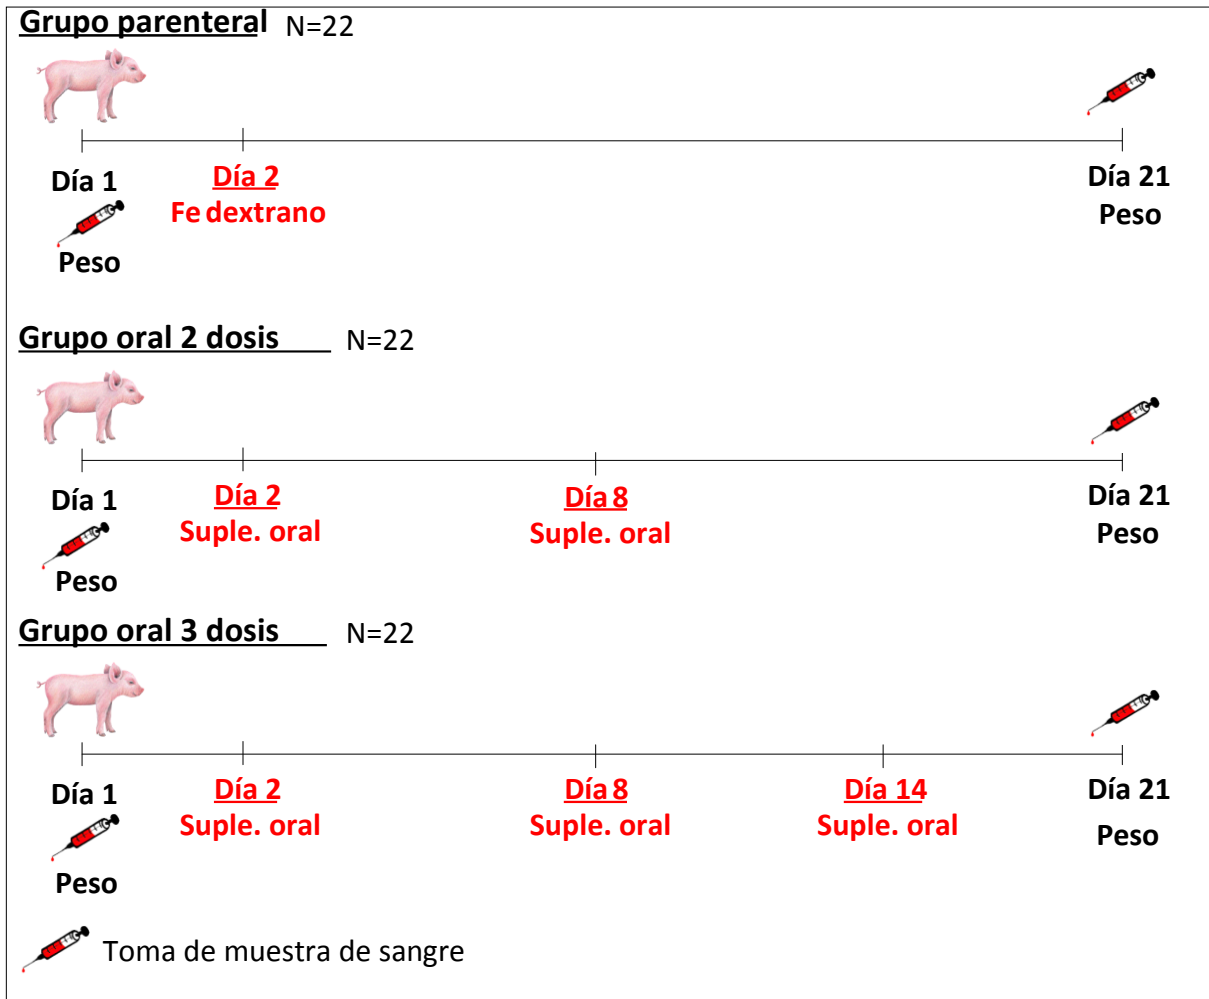 Grupo parenteral N=22
Día 1 Día 2 Día 21
Fe dextrano Peso
Peso
Grupo oral 2 dosis N=22
Día 1 Día 2 Día 8 Día 21
Suple. oral Suple. oral Peso
Peso
Grupo oral 3 dosis N=22
Día 1 Día 2 Día 8 Día 14 Día 21
Suple. oral Suple. oral Suple. oral Peso
Peso
Toma de muestra de sangre